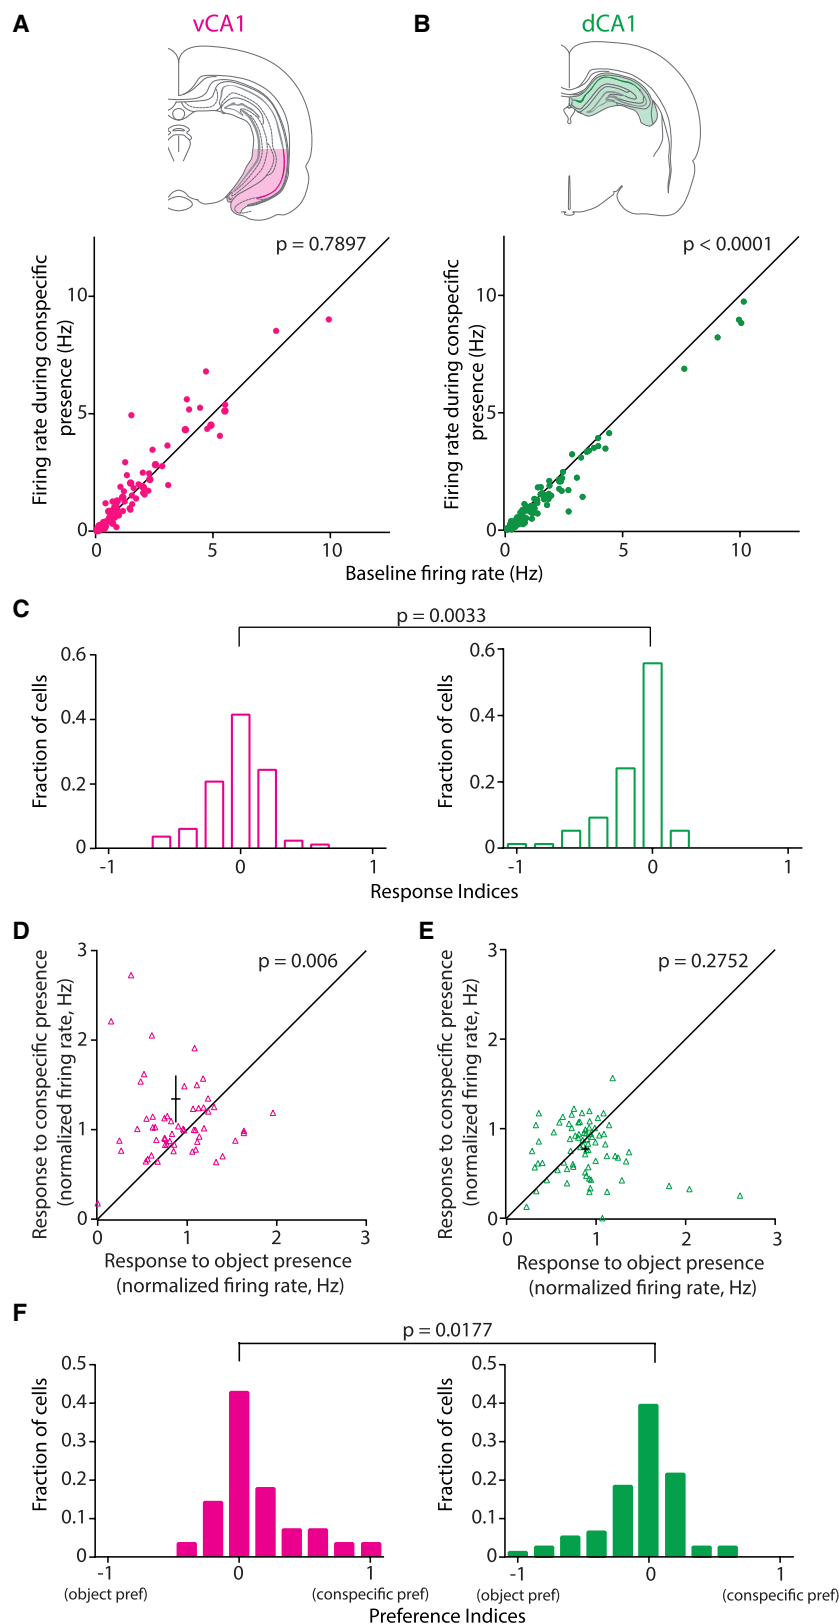 A
vCA1
B
dCA1
p = 0.7897
p < 0.0001
Firing rate during conspecific
presence (Hz)
10
5
0
0
5
10
Firing rate during conspecific
presence (Hz)
10
5
0
0
5
10
Baseline firing rate (Hz)
C
p = 0.0033
Fraction of cells
0.6
0.4
0.2
0
-1
0
1
Fraction of cells
0.6
0.4
0.2
0
-1
0
1
Response Indices
D
p = 0.006
Response to conspecific presence
(normalized firing rate, Hz)
3
2
1
0
0
1
2
3
Response to object presence
(normalized firing rate, Hz)
E
p = 0.2752
Response to conspecific presence
(normalized firing rate, Hz)
3
2
1
0
0
1
2
3
Response to object presence
(normalized firing rate, Hz)
F
p = 0.0177
Fraction of cells
0.5
0.4
0.3
0.2
0.1
0
-1
0
1
(object pref)
(conspecific pref)
Fraction of cells
0.5
0.4
0.3
0.2
0.1
0
-1
0
1
(object pref)
(conspecific pref)
Preference Indices